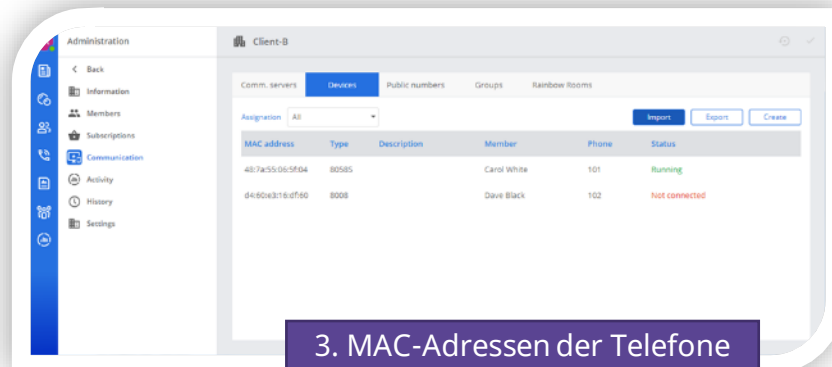 Administration
Client-B
Back
Information
Members
Subscriptions
Communication
Activity
History
Settings
Comm. servers Devices Public numbers Groups Rainbow Rooms
Assignation All Import Export Create
MAC address Type Description Member Phone Status
48:7a:55:06:5f:04 8058S Carol White 101 Running
d4:60:e3:16:df:60 8008 Dave Black 102 Not connected
3. MAC-Adressen der Telefone